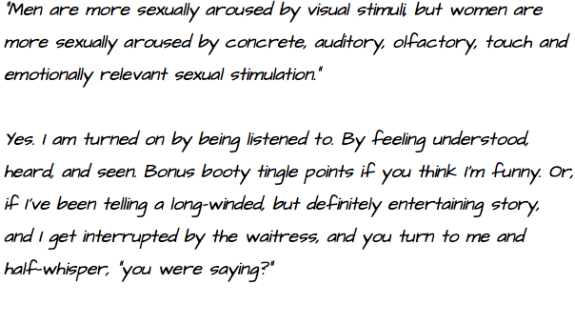 "Men are more sexually aroused by visual stimuli, but women are
more sexually aroused by concrete, auditory, olfactory, touch and
emotionally relevant sexual stimulation."
Yes. I am turned on by being listened to. By feeling understood,
heard, and seen. Bonus booty tingle points if you think I'm funny. Or,
if I've been telling a long-winded, but definitely entertaining story,
and I get interrupted by the waitress, and you turn to me and
half-whisper, "you were saying?"